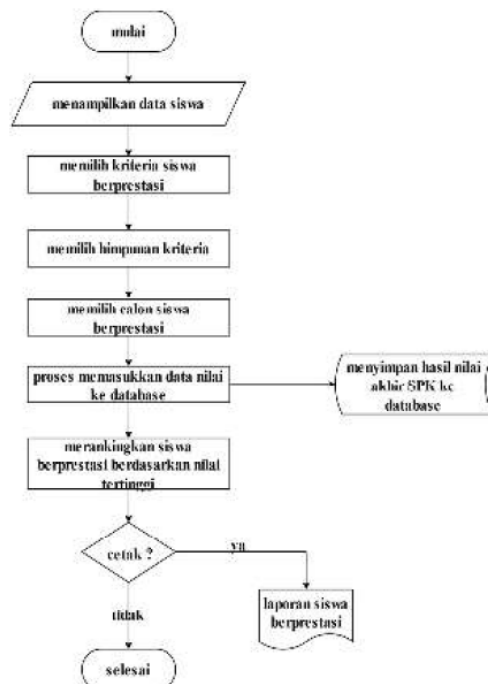 mulai
menampilkan data siswa
memilih kriteria siswa
berprestasi
memilih himpunan kriteria
memilih calon siswa
berprestasi
proses memasukkan data nilai
ke database
menyimpan hasil nilai
akhir SPK ke
database
merankingkan siswa
berprestasi berdasarkan nilai
tertinggi
cetak ?
ya
laporan siswa
berprestasi
tidak
selesai